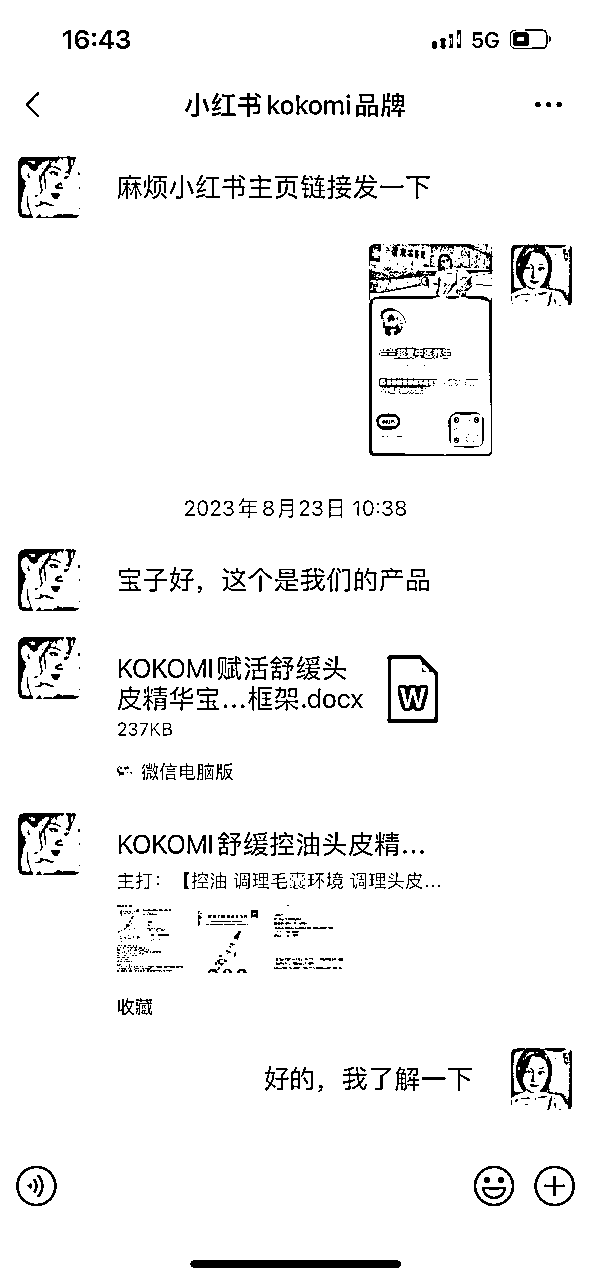 16:43
5G
小红书kokomi品牌
麻烦小红书主页链接发一下
2023年8月23日 10:38
宝子好，这个是我们的产品
KOKOMI赋活舒缓头
皮精华宝...框架.docx
W
237KB
微信电脑版
KOKOMI舒缓控油头皮精...
主打：【控油 调理毛囊环境 调理头皮...
收藏
好的，我了解一下